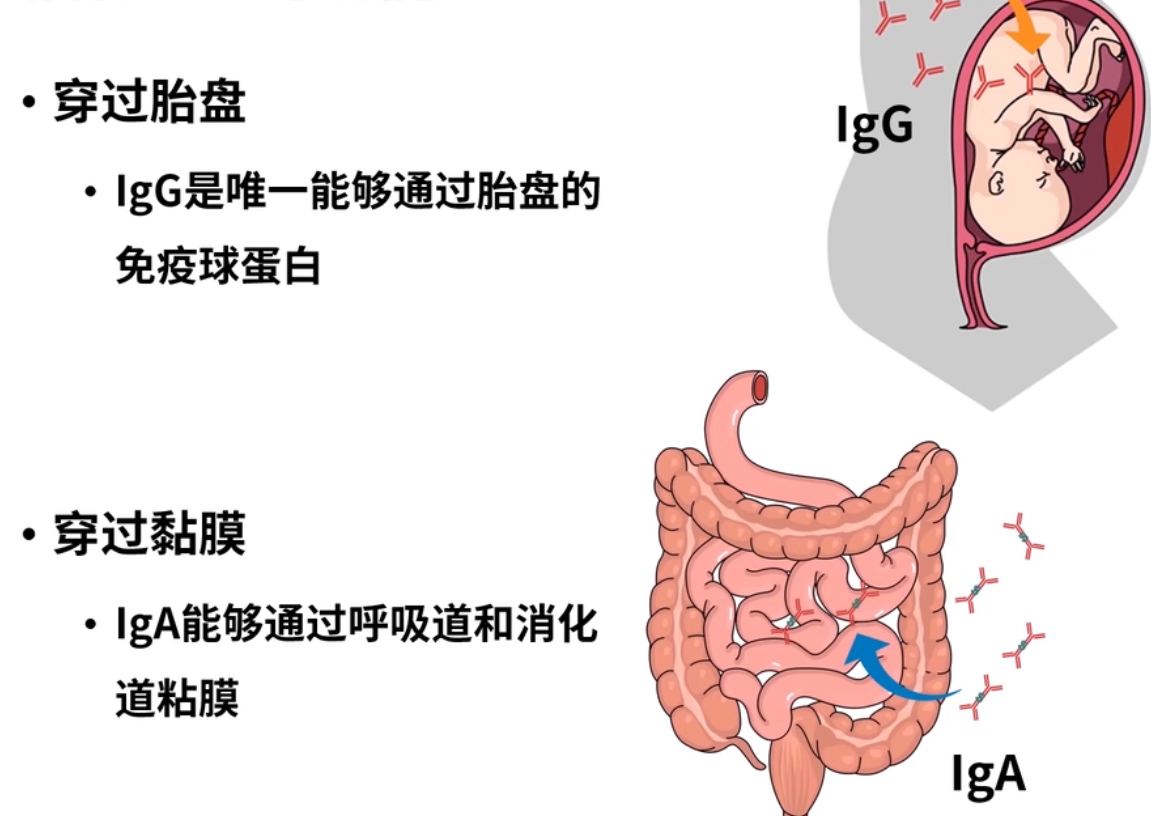 • 穿过胎盘
• IgG是唯一能够通过胎盘的
免疫球蛋白
IgG
• 穿过黏膜
• IgA能够通过呼吸道和消化
道粘膜
IgA